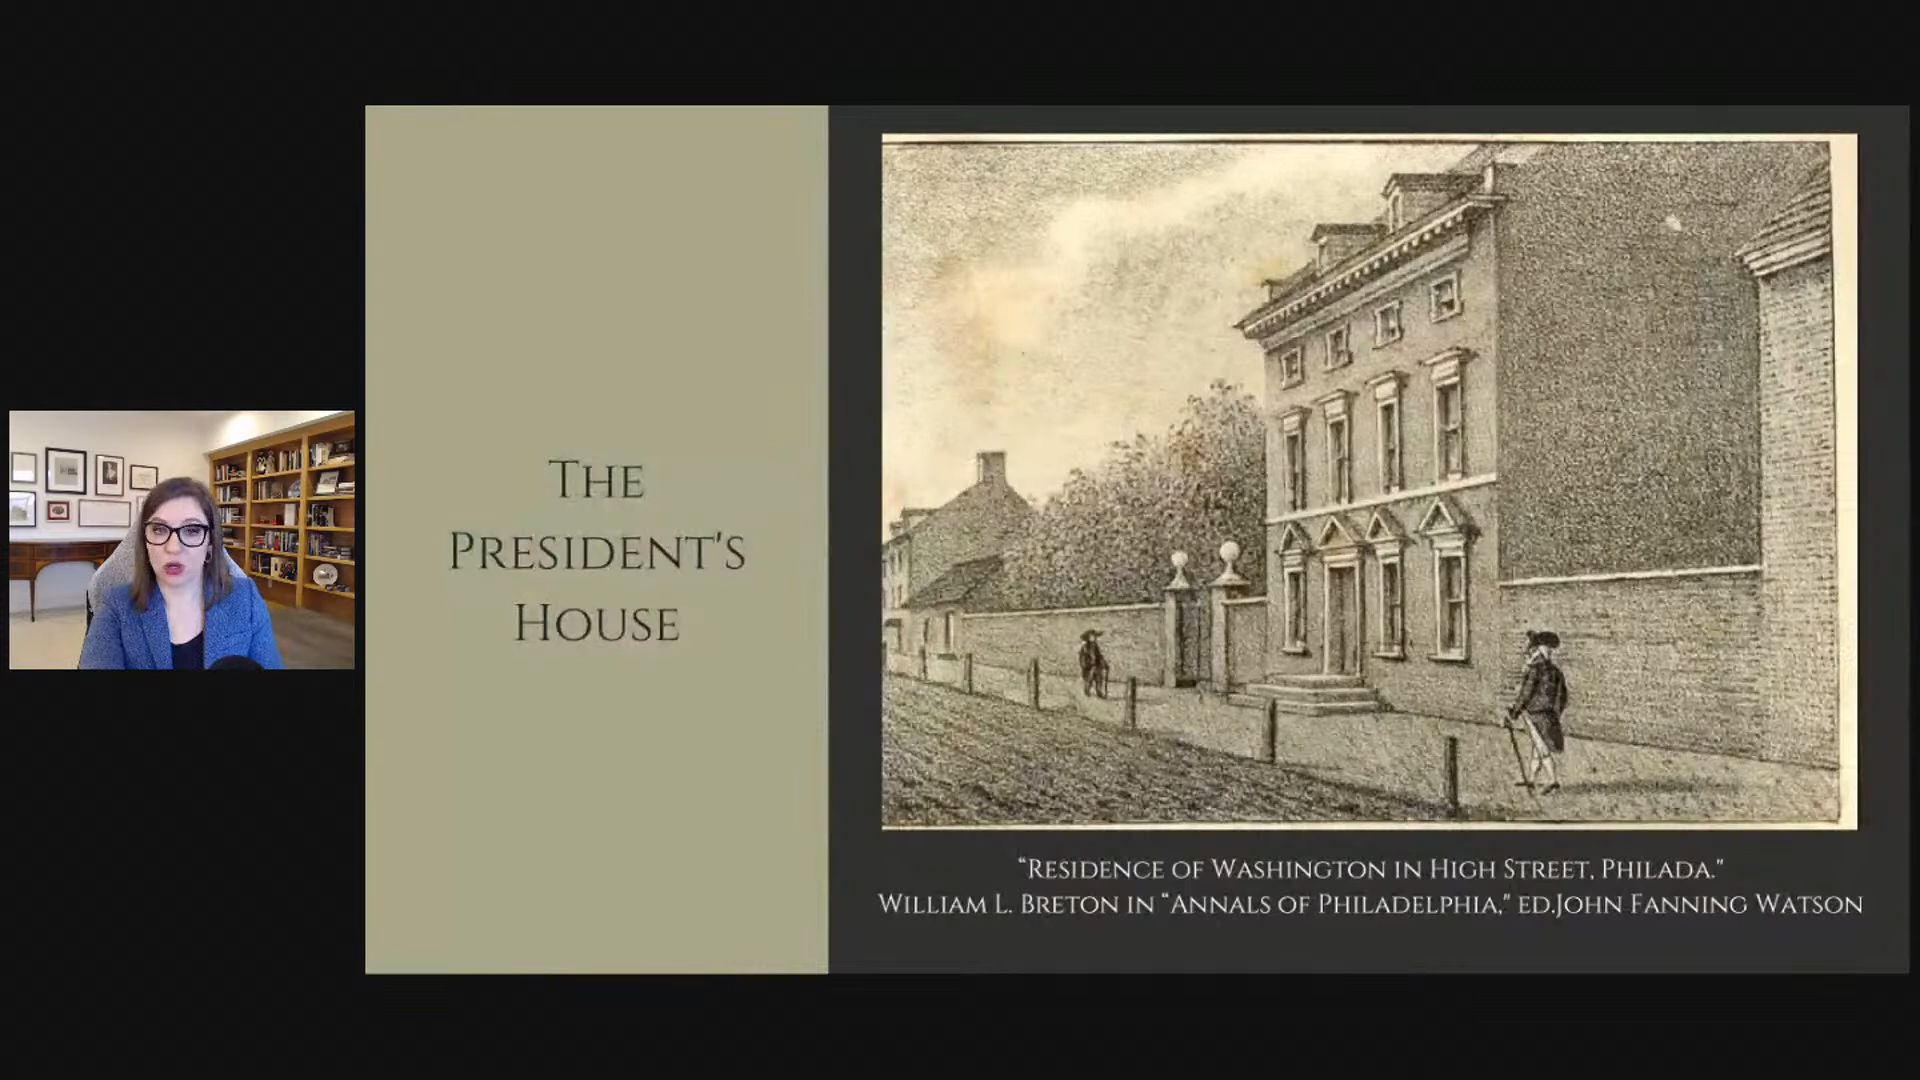 The
President's
House
“Residence of Washington in High Street, Philada."
William L. Breton in “Annals of Philadelphia," ed.John Fanning Watson